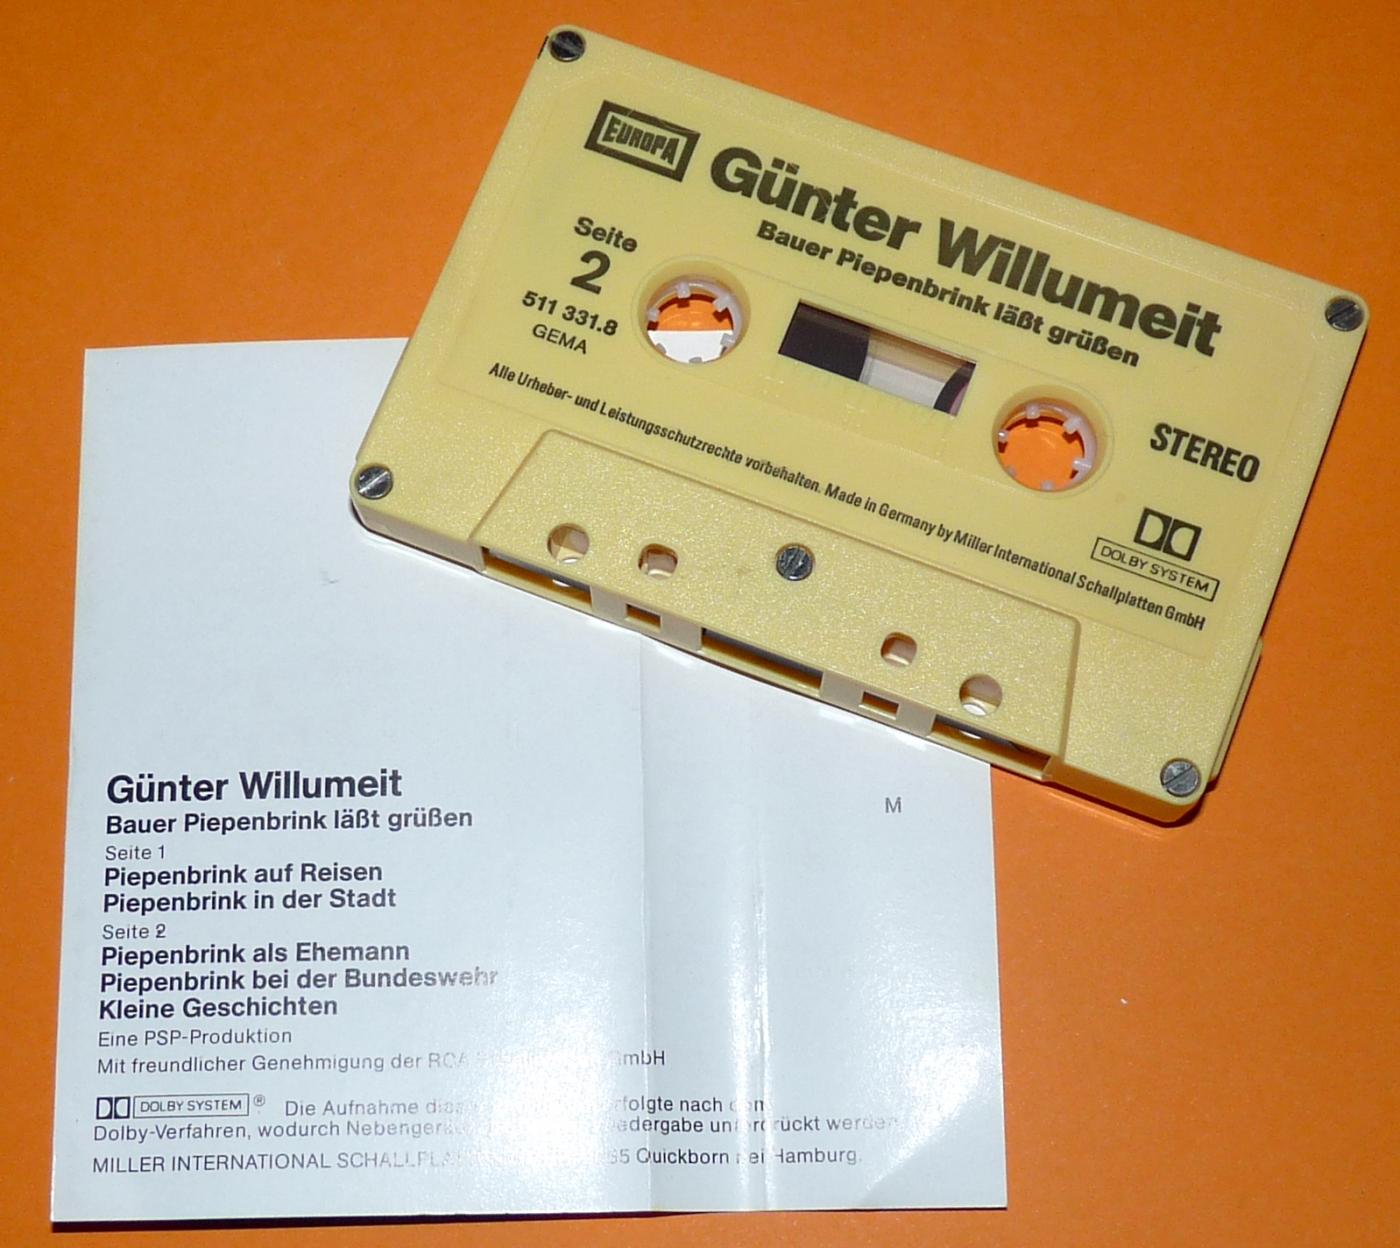 EUROPA
Günter Willumeit
Bauer Piepenbrink läßt grüßen
Seite
2
511 331.8
GEMA
STEREO
DOLBY SYSTEM
Alle Urheber- und Leistungsschutzrechte vorbehalten. Made in Germany by Miller International Schallplatten GmbH
Günter Willumeit
Bauer Piepenbrink läßt grüßen
M
Seite 1
Piepenbrink auf Reisen
Piepenbrink in der Stadt
Seite 2
Piepenbrink als Ehemann
Piepenbrink bei der Bundeswehr
Kleine Geschichten
Eine PSP-Produktion
Mit freundlicher Genehmigung der RCA GmbH
DOLBY SYSTEM ® Die Aufnahme erfolgte nach dem
Dolby-Verfahren, wodurch unterdrückt werden
MILLER INTERNATIONAL Quickborn bei Hamburg.